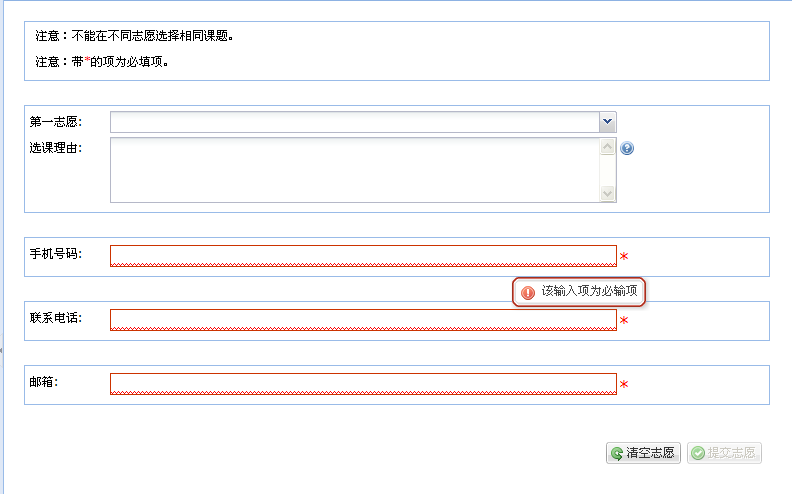 注意：不能在不同志愿选择相同课题。
注意：带*的项为必填项。
第一志愿:
选课理由:
手机号码: *
该输入项为必输项
联系电话: *
邮箱: *
清空志愿 提交志愿